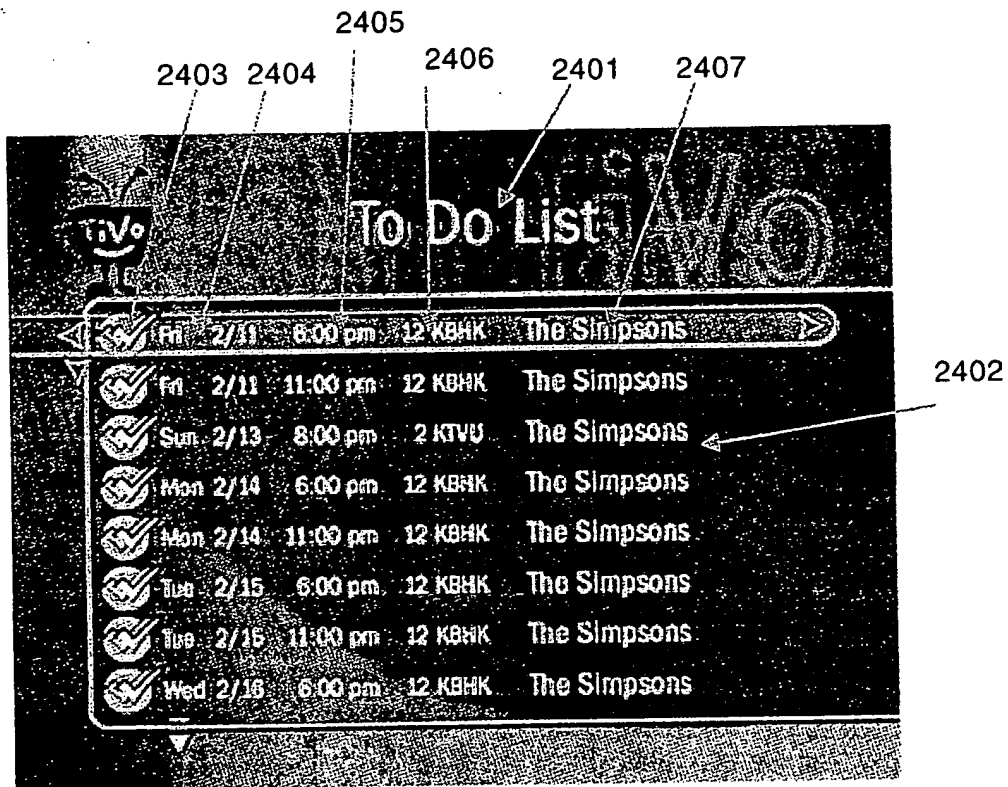 2405
2403 2404 2406 2401 2407
TiVo
TiVo
To Do List
Fri 2/11 6:00 pm 12 KBHK The Simpsons
Fri 2/11 11:00 pm 12 KBHK The Simpsons
2402
Sun 2/13 8:00 pm 2 KTVU The Simpsons
Mon 2/14 6:00 pm 12 KBHK The Simpsons
Mon 2/14 11:00 pm 12 KBHK The Simpsons
Tue 2/15 6:00 pm 12 KBHK The Simpsons
Tue 2/15 11:00 pm 12 KBHK The Simpsons
Wed 2/16 6:00 pm 12 KBHK The Simpsons